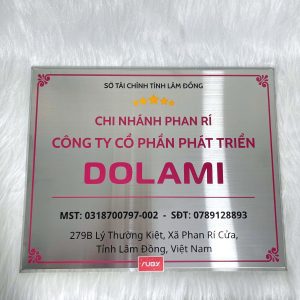 SỞ TÀI CHÍNH TỈNH LÂM ĐỒNG
CHI NHÁNH PHAN RÍ
CÔNG TY CỔ PHẦN PHÁT TRIỂN
DOLAMI
MST: 0318700797-002 - SĐT: 0789128893
279B Lý Thường Kiệt, Xã Phan Rí Cửa,
Tỉnh Lâm Đồng, Việt Nam
RUBY